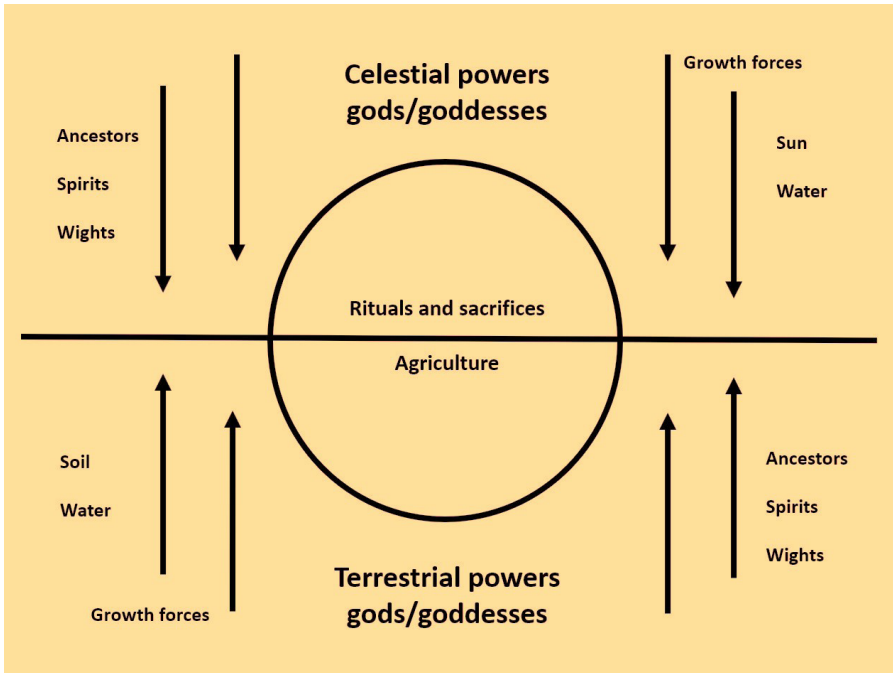 Celestial powers
gods/goddesses
Growth forces
Ancestors
Spirits
Wights
Sun
Water
Rituals and sacrifices
Agriculture
Soil
Water
Growth forces
Ancestors
Spirits
Wights
Terrestrial powers
gods/goddesses